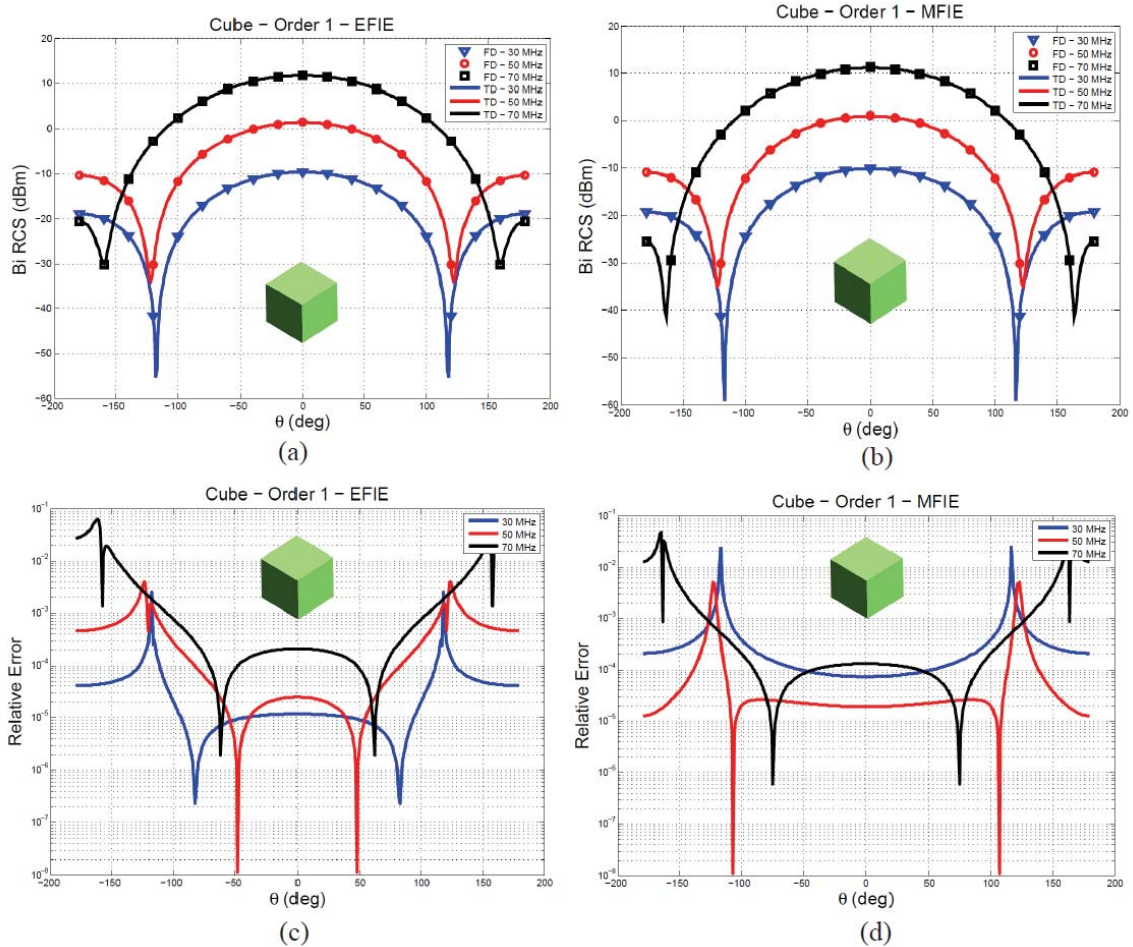 Cube – Order 1 – EFIE
Bi RCS (dBm)
20
10
0
–10
–20
–30
–40
–50
–60
–200
–150
–100
–50
0
50
100
150
200
θ (deg)
FD – 30 MHz
FD – 50 MHz
FD – 70 MHz
TD – 30 MHz
TD – 50 MHz
TD – 70 MHz
(a)
Cube – Order 1 – MFIE
Bi RCS (dBm)
20
10
0
–10
–20
–30
–40
–50
–60
–200
–150
–100
–50
0
50
100
150
200
θ (deg)
FD – 30 MHz
FD – 50 MHz
FD – 70 MHz
TD – 30 MHz
TD – 50 MHz
TD – 70 MHz
(b)
Cube – Order 1 – EFIE
Relative Error
10⁻¹
10⁻²
10⁻³
10⁻⁴
10⁻⁵
10⁻⁶
10⁻⁷
10⁻⁸
–200
–150
–100
–50
0
50
100
150
200
θ (deg)
30 MHz
50 MHz
70 MHz
(c)
Cube – Order 1 – MFIE
Relative Error
10⁻¹
10⁻²
10⁻³
10⁻⁴
10⁻⁵
10⁻⁶
10⁻⁷
10⁻⁸
–200
–150
–100
–50
0
50
100
150
200
θ (deg)
30 MHz
50 MHz
70 MHz
(d)